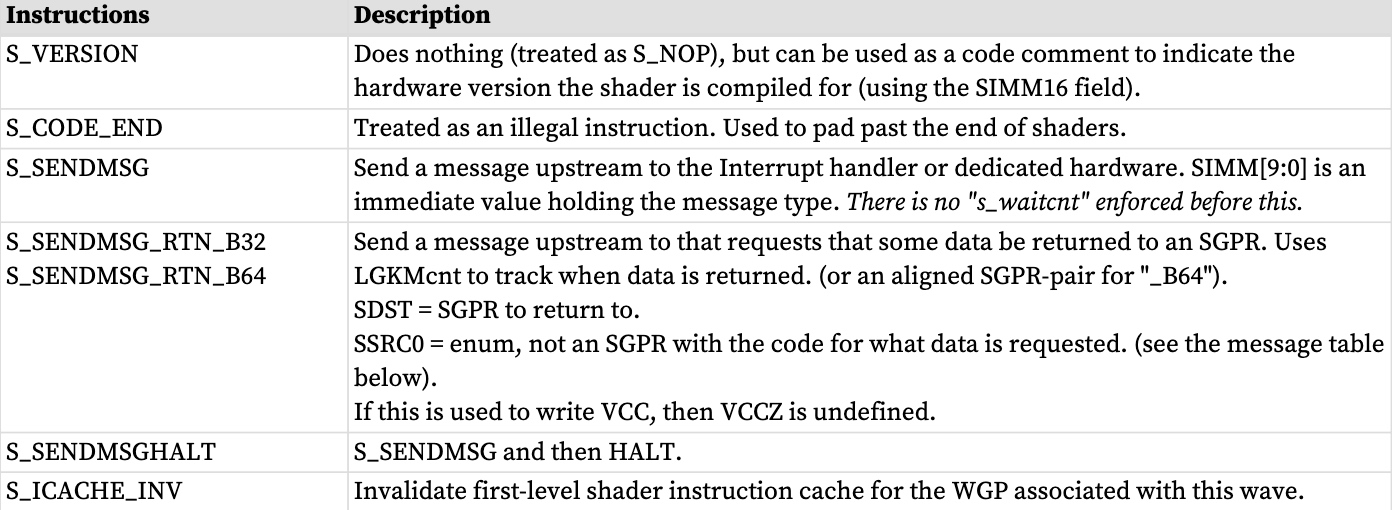 Instructions Description
S_VERSION Does nothing (treated as S_NOP), but can be used as a code comment to indicate the
hardware version the shader is compiled for (using the SIMM16 field).
S_CODE_END Treated as an illegal instruction. Used to pad past the end of shaders.
S_SENDMSG Send a message upstream to the Interrupt handler or dedicated hardware. SIMM[9:0] is an
immediate value holding the message type. There is no "s_waitcnt" enforced before this.
S_SENDMSG_RTN_B32 Send a message upstream to that requests that some data be returned to an SGPR. Uses
S_SENDMSG_RTN_B64 LGKMcnt to track when data is returned. (or an aligned SGPR-pair for "_B64").
SDST = SGPR to return to.
SSRC0 = enum, not an SGPR with the code for what data is requested. (see the message table
below).
If this is used to write VCC, then VCCZ is undefined.
S_SENDMSGHALT S_SENDMSG and then HALT.
S_ICACHE_INV Invalidate first-level shader instruction cache for the WGP associated with this wave.